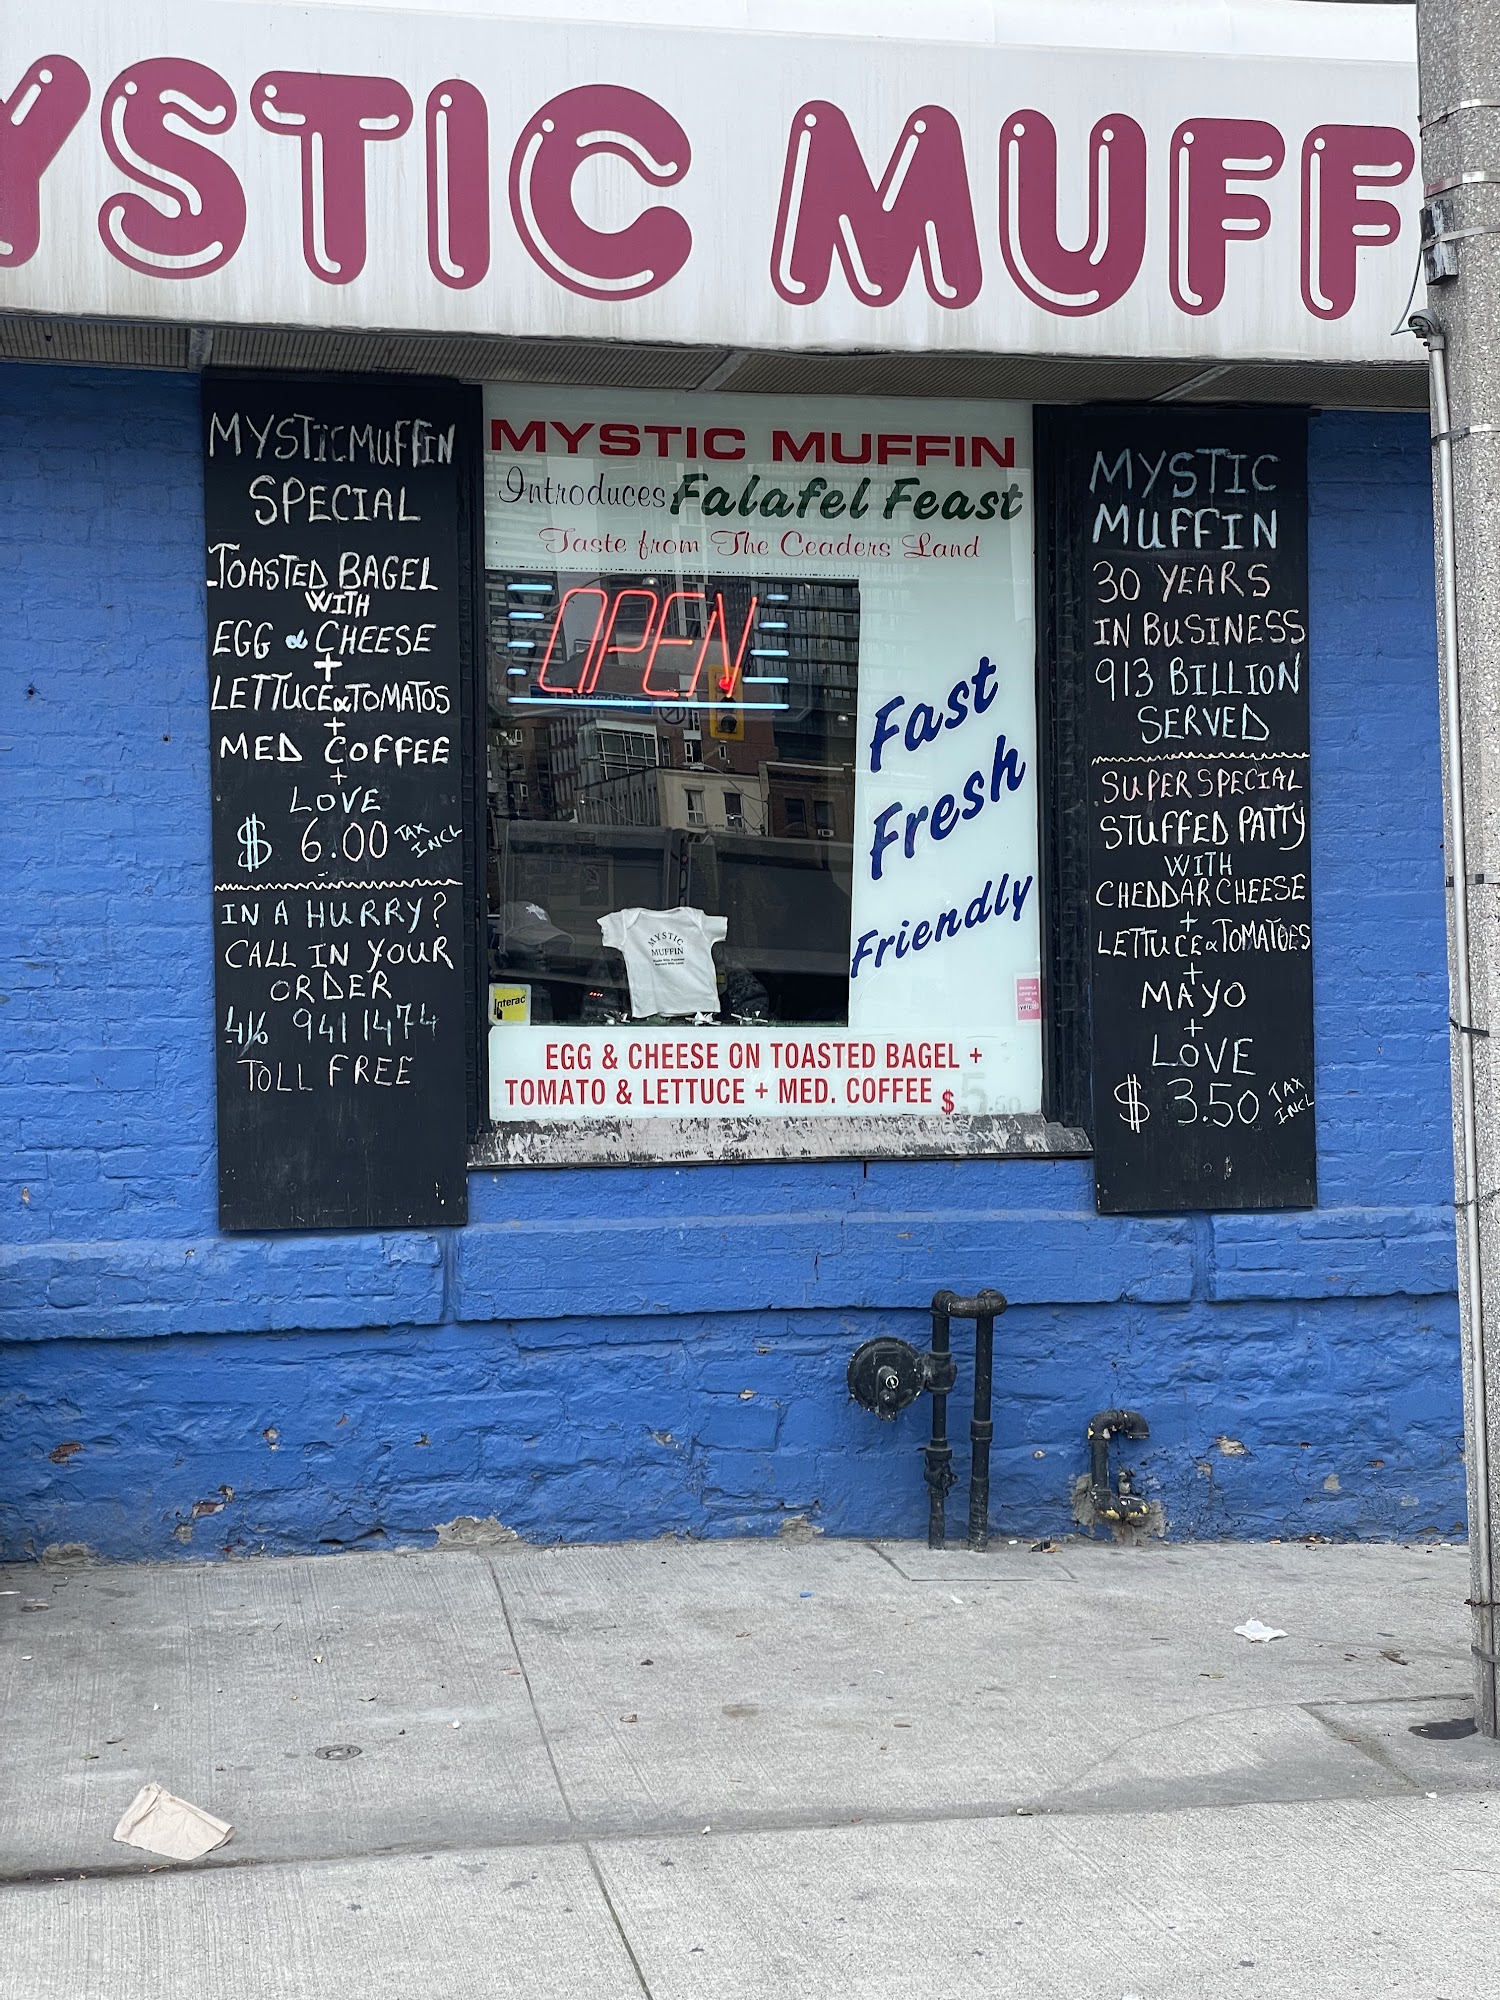 MYSTIC MUFF
MYSTIC MUFFIN
SPECIAL
TOASTED BAGEL
WITH
EGG & CHEESE
+
LETTUCE & TOMATOS
+
MED COFFEE
+
LOVE
$ 6.00 TAX INCL
IN A HURRY?
CALL IN YOUR
ORDER
416 941 1474
TOLL FREE
MYSTIC MUFFIN
Introduces Falafel Feast
Taste from The Ceaders Land
OPEN
Fast
Fresh
Friendly
MYSTIC
MUFFIN
Interac
EGG & CHEESE ON TOASTED BAGEL +
TOMATO & LETTUCE + MED. COFFEE $
MYSTIC
MUFFIN
30 YEARS
IN BUSINESS
913 BILLION
SERVED
SUPER SPECIAL
STUFFED PATTY
WITH
CHEDDAR CHEESE
+
LETTUCE & TOMATOES
+
MAYO
+
LOVE
$ 3.50 TAX INCL